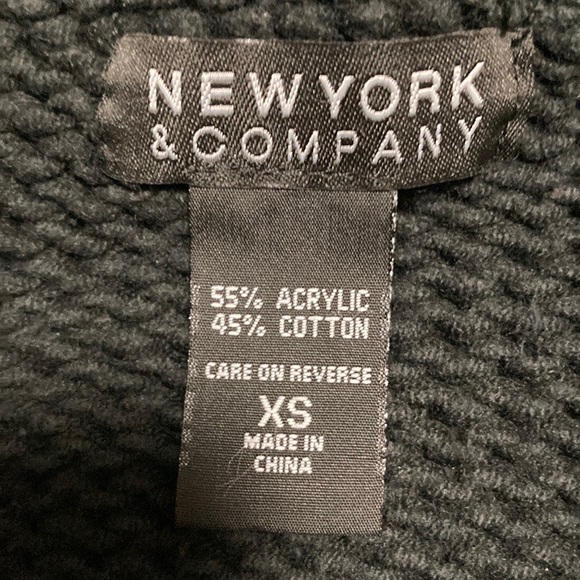 NEW YORK
& COMPANY
55% ACRYLIC
45% COTTON
CARE ON REVERSE
XS
MADE IN
CHINA